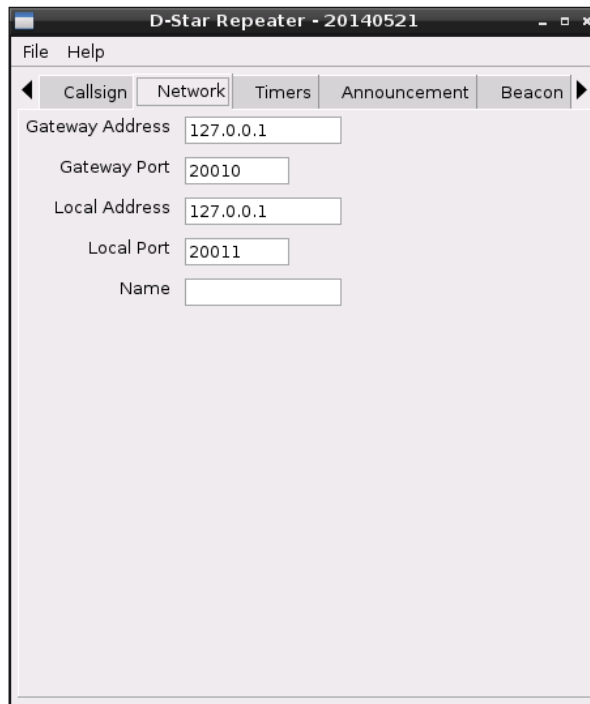 D-Star Repeater - 20140521
File Help
Callsign Network Timers Announcement Beacon
Gateway Address 127.0.0.1
Gateway Port 20010
Local Address 127.0.0.1
Local Port 20011
Name